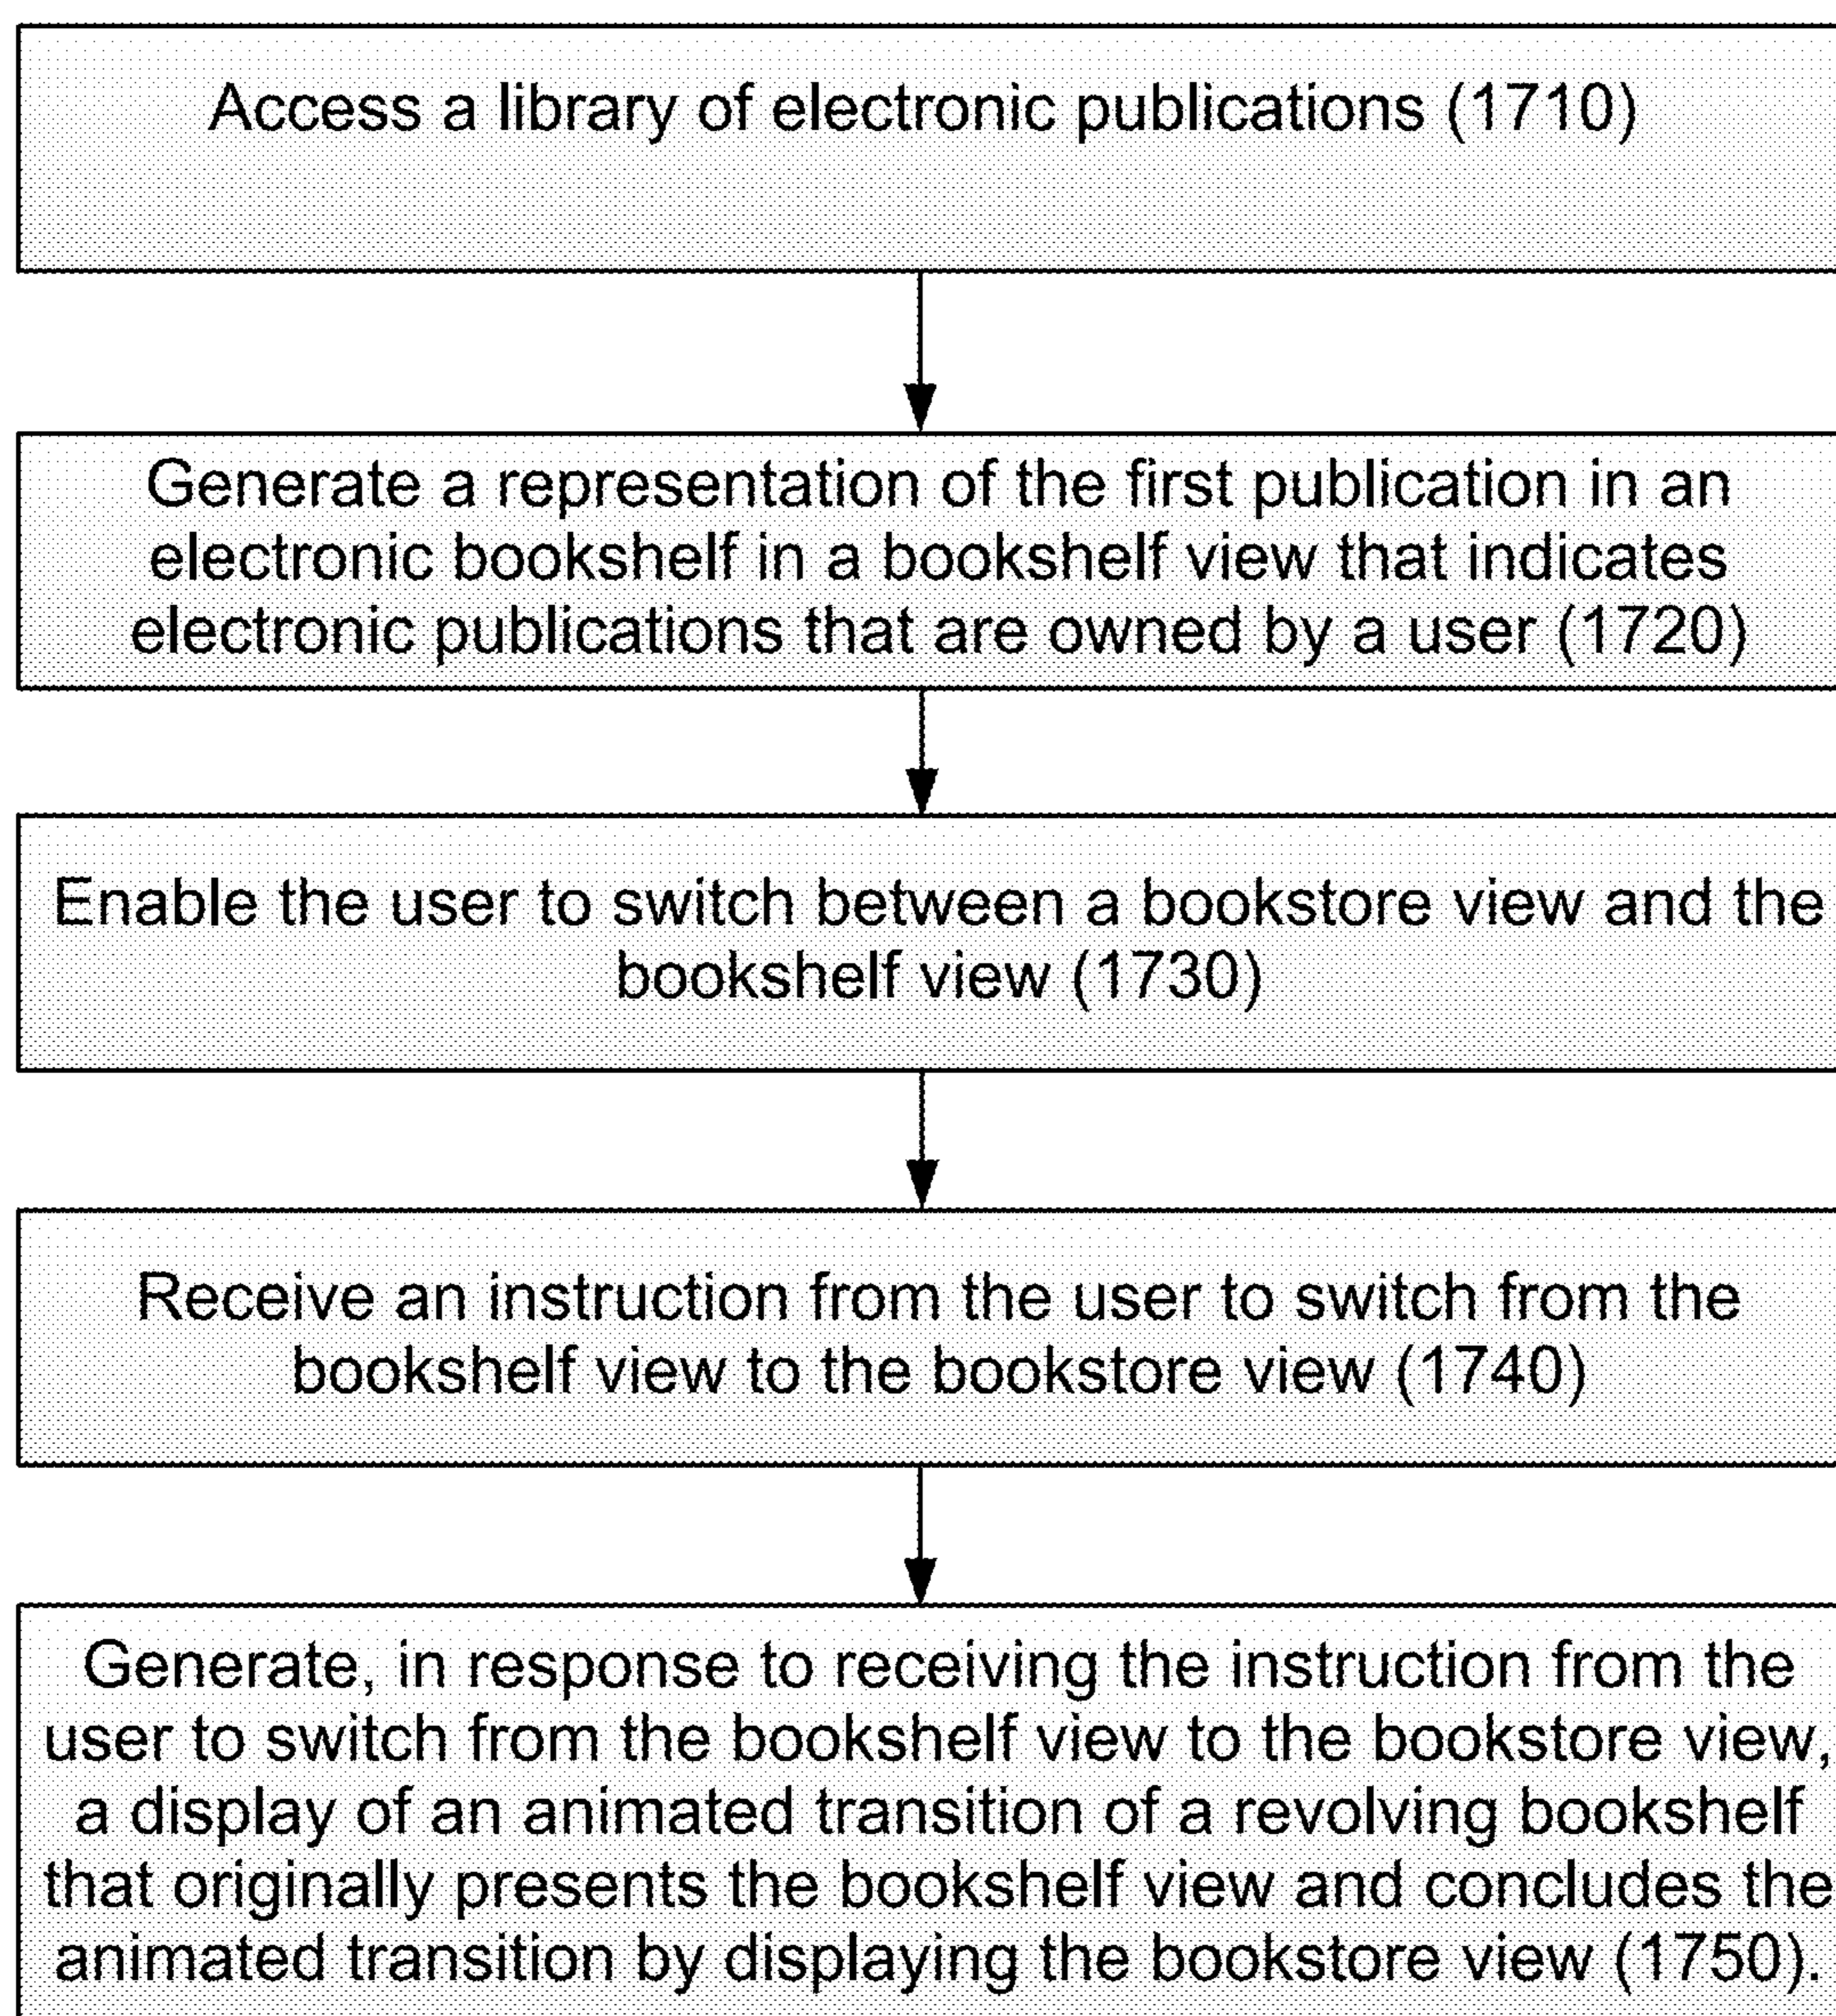 Access a library of electronic publications (1710)
Generate a representation of the first publication in an
electronic bookshelf in a bookshelf view that indicates
electronic publications that are owned by a user (1720)
Enable the user to switch between a bookstore view and the
bookshelf view (1730)
Receive an instruction from the user to switch from the
bookshelf view to the bookstore view (1740)
Generate, in response to receiving the instruction from the
user to switch from the bookshelf view to the bookstore view,
a display of an animated transition of a revolving bookshelf
that originally presents the bookshelf view and concludes the
animated transition by displaying the bookstore view (1750).